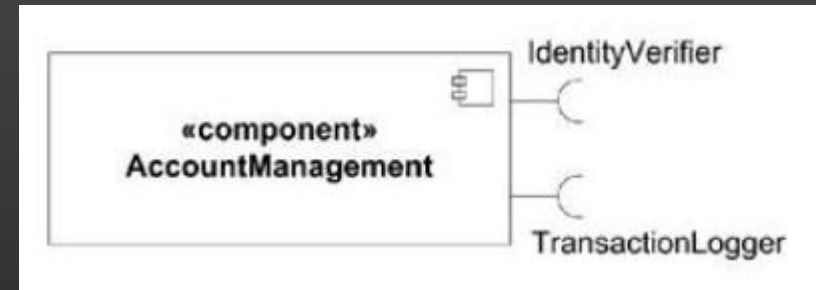 IdentityVerifier
«component»
AccountManagement
TransactionLogger